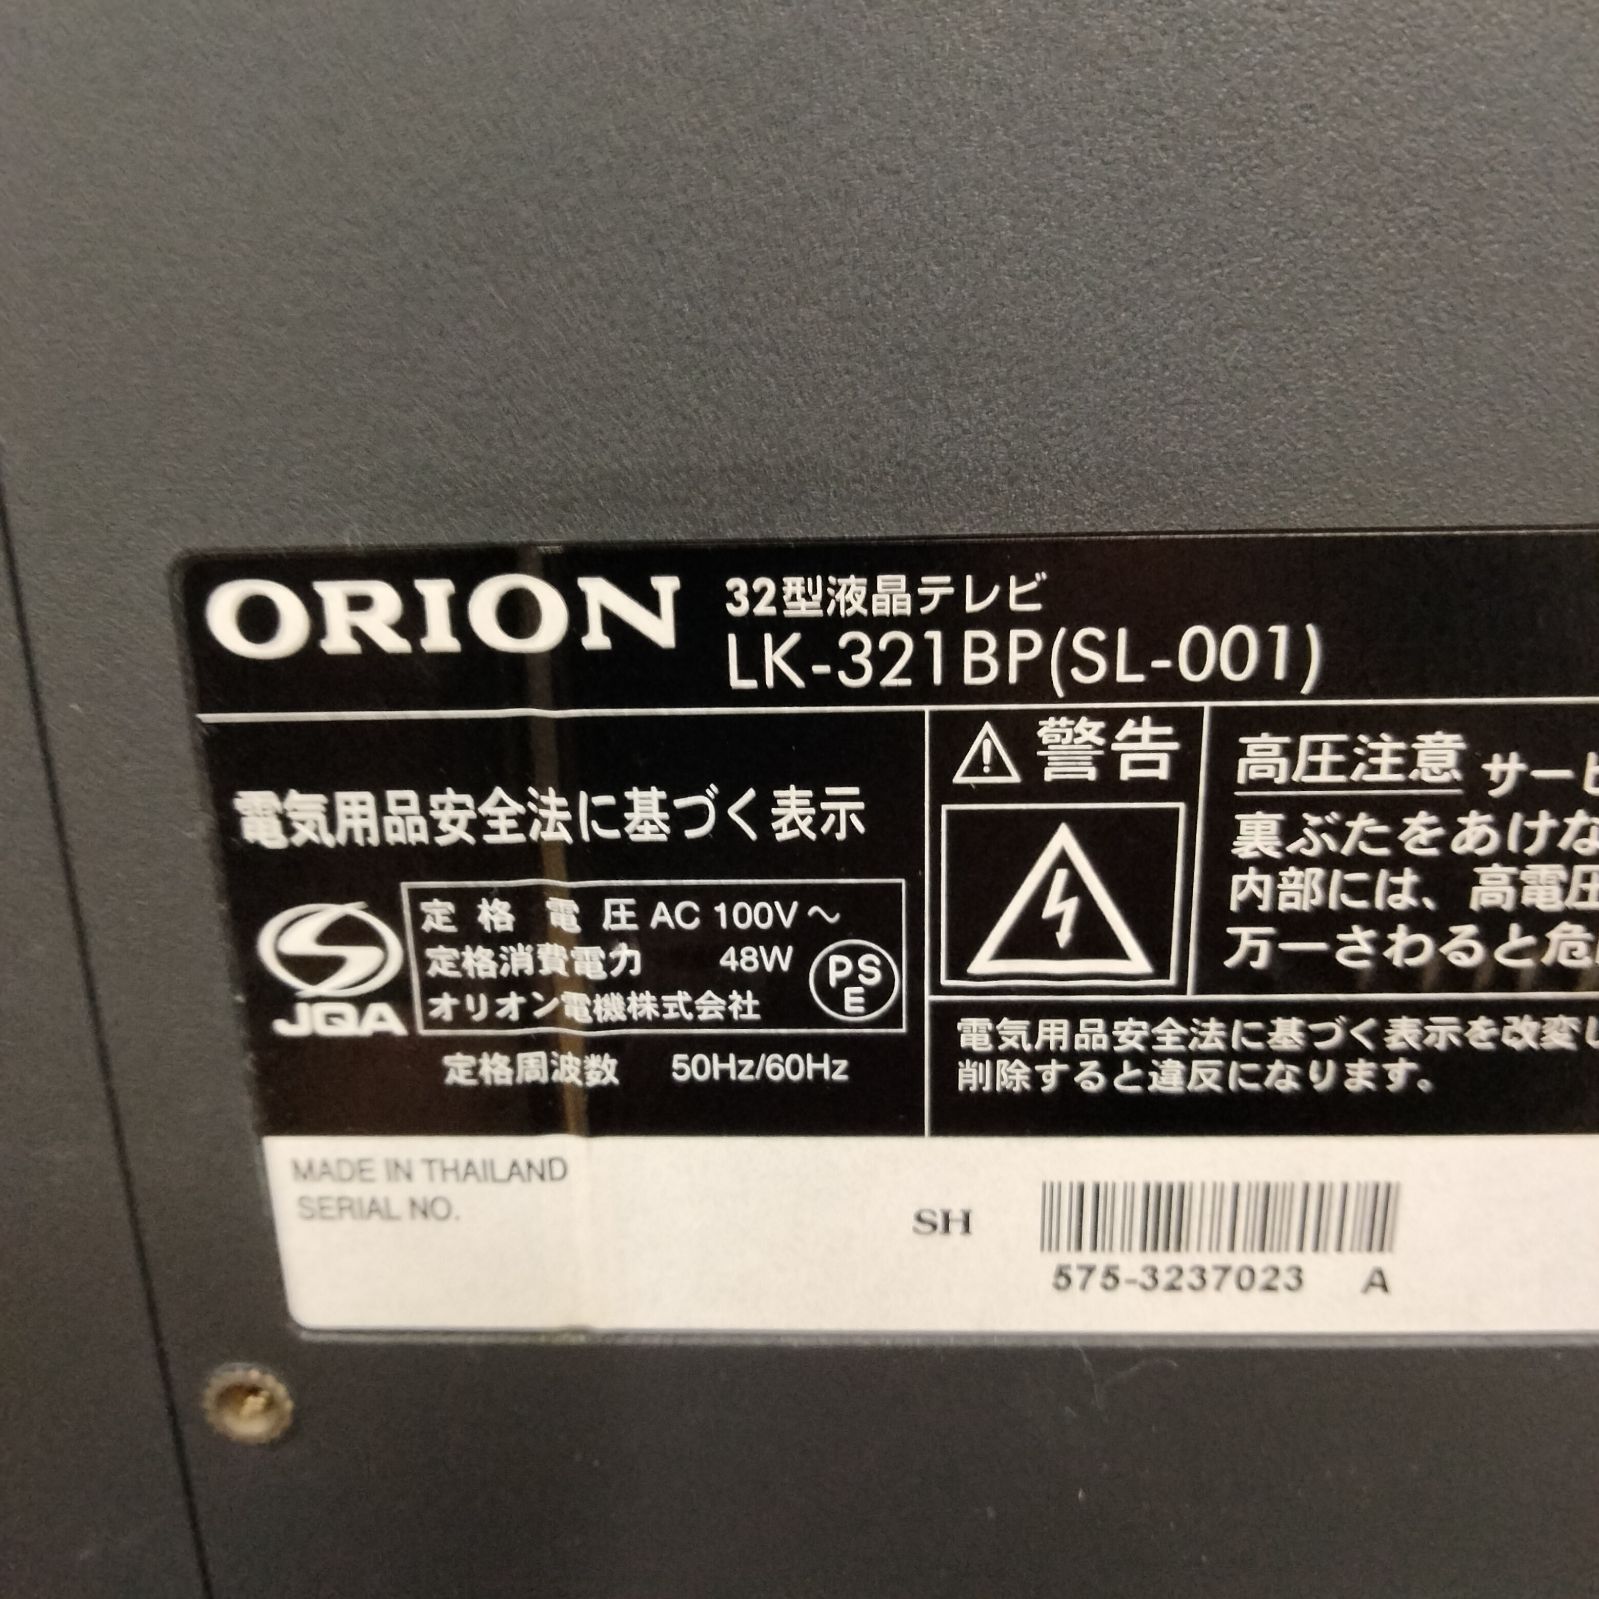 ORION
32型液晶テレビ
LK-321BP(SL-001)
電気用品安全法に基づく表示
JQA
定格電圧 AC 100V～
定格消費電力 48W
オリオン電機株式会社
PS
E
定格周波数 50Hz/60Hz
警告
高圧注意 サービ
裏ぶたをあけな
内部には、高電圧
万一さわると危
電気用品安全法に基づく表示を改変し
削除すると違反になります。
MADE IN THAILAND
SERIAL NO.
SH
575-3237023 A